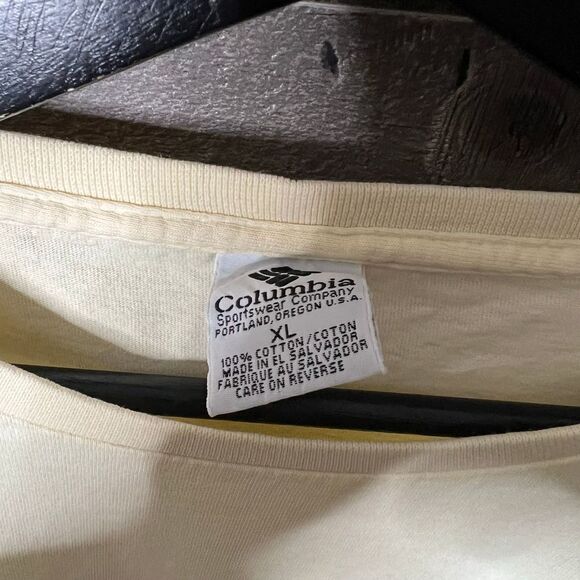 Columbia
Sportswear Company
PORTLAND, OREGON U.S.A.
XL
100% COTTON/COTON
MADE IN EL SALVADOR
FABRIQUE AU SALVADOR
CARE ON REVERSE